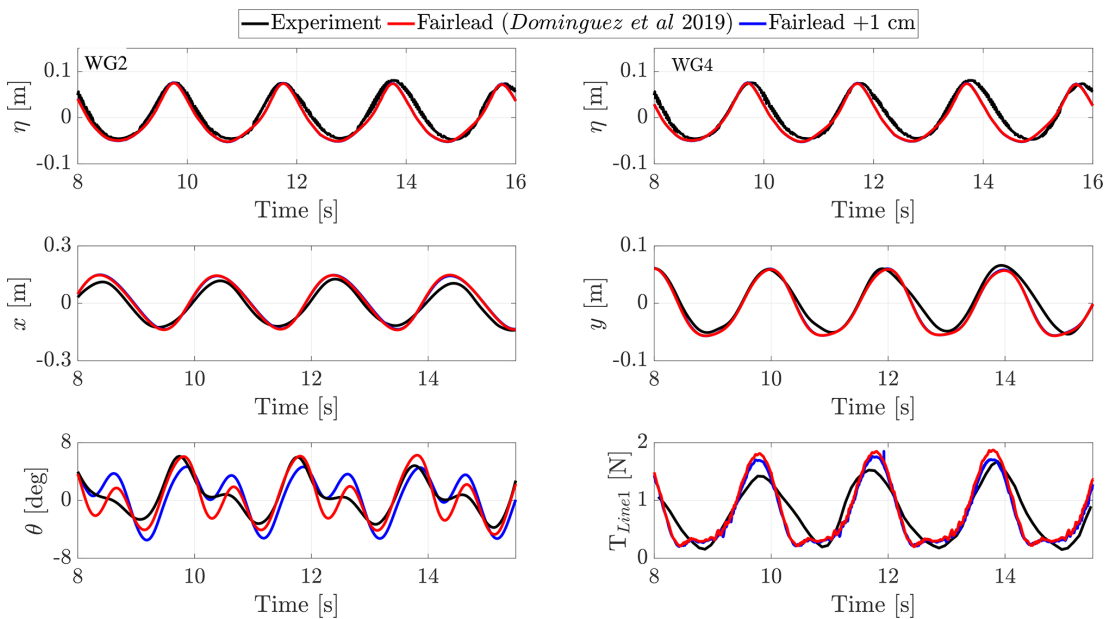 Experiment Fairlead (Dominguez et al 2019) Fairlead +1 cm
WG2
0.1
0
-0.1
η [m]
8 10 12 14 16
Time [s]
WG4
0.1
0
-0.1
η [m]
8 10 12 14 16
Time [s]
0.3
0
-0.3
x [m]
8 10 12 14
Time [s]
0.1
0
-0.1
y [m]
8 10 12 14
Time [s]
8
0
-8
θ [deg]
8 10 12 14
Time [s]
2
1
0
T_Line1 [N]
8 10 12 14
Time [s]